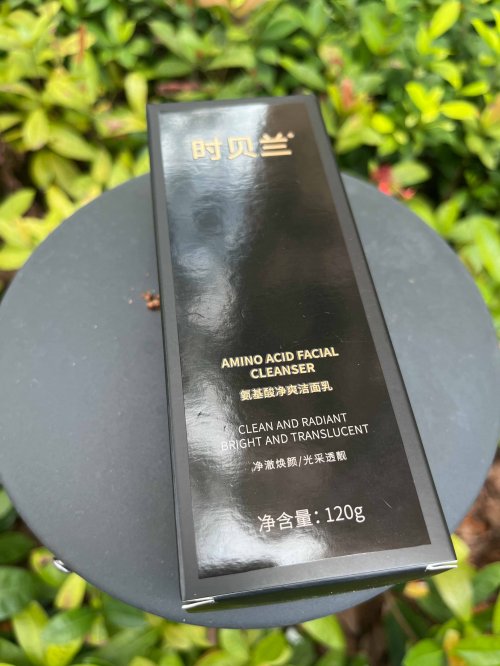 时贝兰®
AMINO ACID FACIAL
CLEANSER
氨基酸净爽洁面乳
CLEAN AND RADIANT
BRIGHT AND TRANSLUCENT
净澈焕颜/光采透靓
净含量：120g